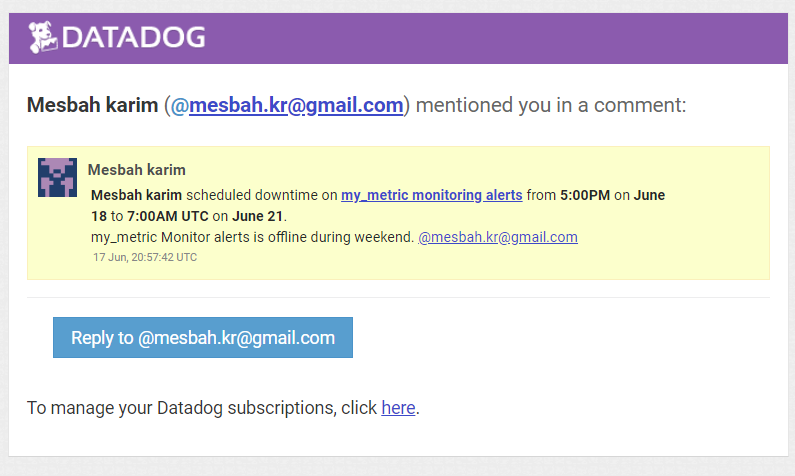 DATADOG
Mesbah karim (@mesbah.kr@gmail.com) mentioned you in a comment:
Mesbah karim
Mesbah karim scheduled downtime on my_metric monitoring alerts from 5:00PM on June
18 to 7:00AM UTC on June 21.
my_metric Monitor alerts is offline during weekend. @mesbah.kr@gmail.com
17 Jun, 20:57:42 UTC
Reply to @mesbah.kr@gmail.com
To manage your Datadog subscriptions, click here.